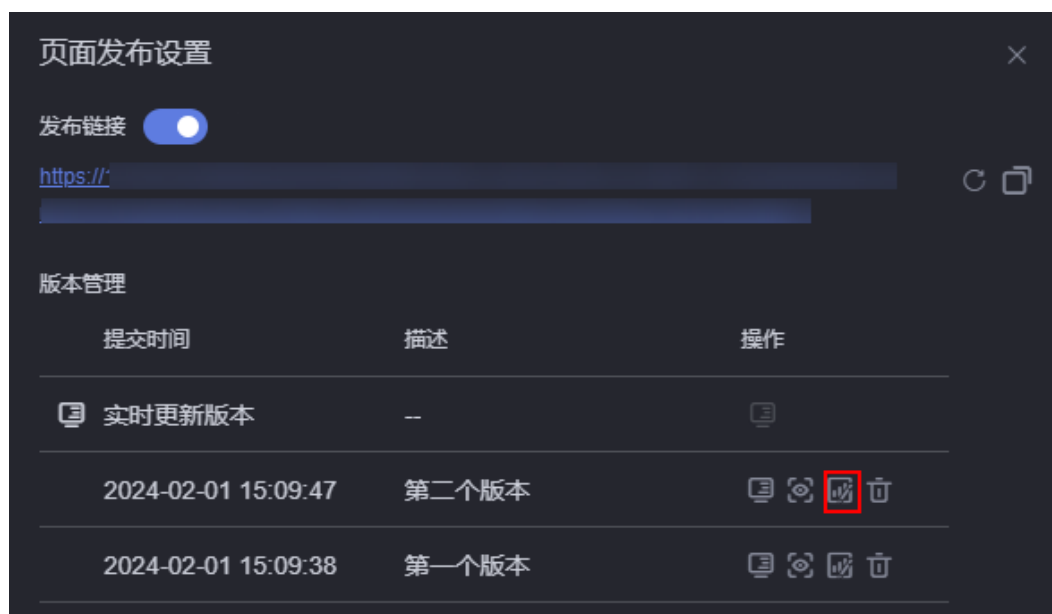 页面发布设置
发布链接
https://
版本管理
提交时间 描述 操作
实时更新版本 --
2024-02-01 15:09:47 第二个版本
2024-02-01 15:09:38 第一个版本